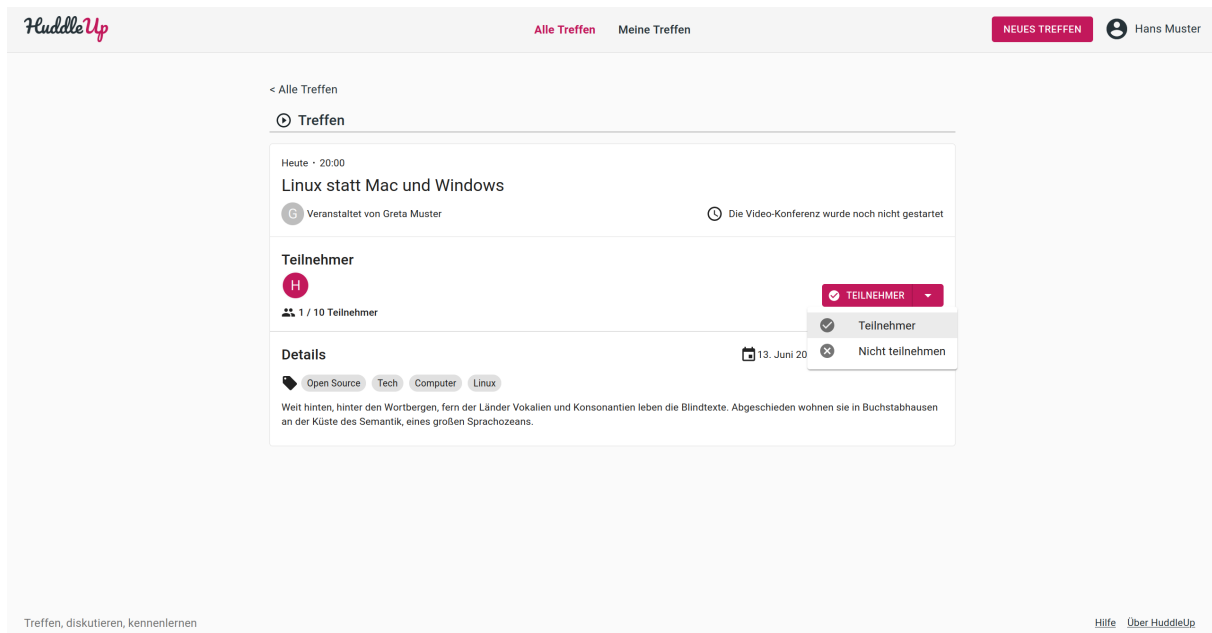 HuddleUp
Alle Treffen Meine Treffen
NEUES TREFFEN Hans Muster
< Alle Treffen
Treffen
Heute · 20:00
Linux statt Mac und Windows
G Veranstaltet von Greta Muster
Die Video-Konferenz wurde noch nicht gestartet
Teilnehmer
H
TEILNEHMER
1 / 10 Teilnehmer
Teilnehmer
Nicht teilnehmen
Details
13. Juni 20
Open Source Tech Computer Linux
Weit hinten, hinter den Wortbergen, fern der Länder Vokalien und Konsonantien leben die Blindtexte. Abgeschieden wohnen sie in Buchstabhausen
an der Küste des Semantik, eines großen Sprachozeans.
Treffen, diskutieren, kennenlernen
Hilfe Über HuddleUp